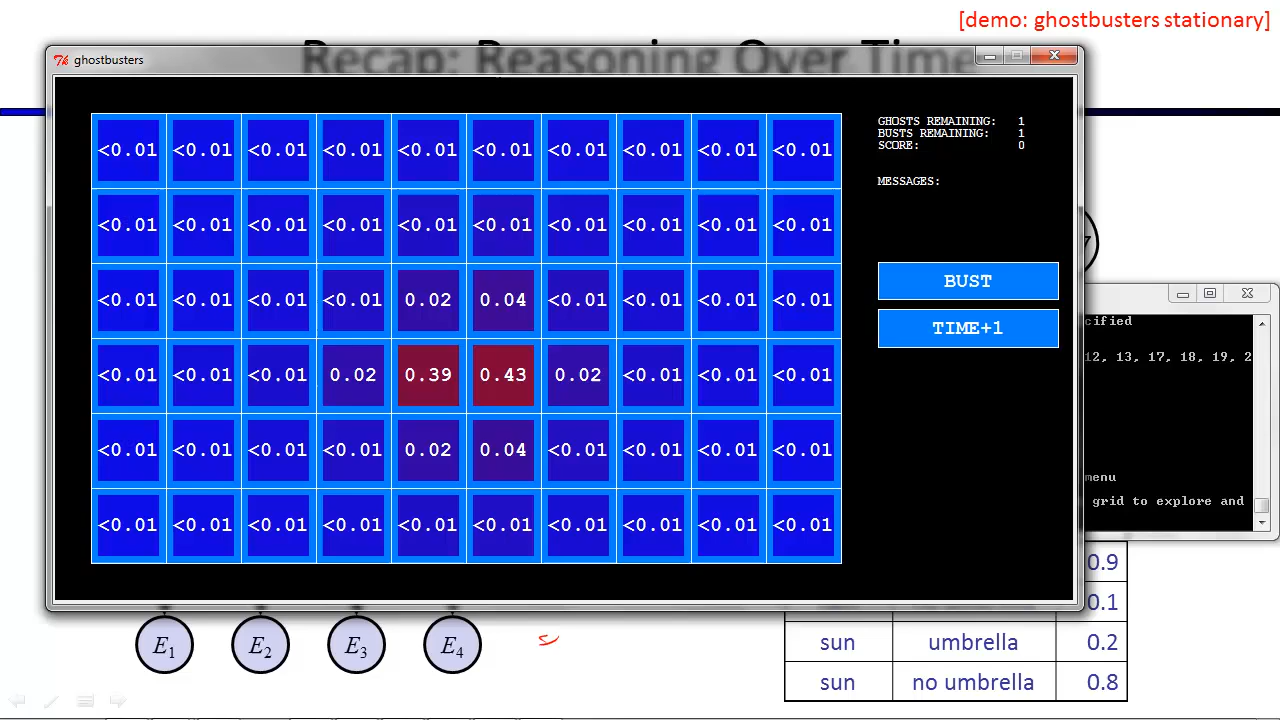 [demo: ghostbusters stationary]
Recap: Reasoning Over Time
ghostbusters
<0.01 <0.01 <0.01 <0.01 <0.01 <0.01 <0.01 <0.01 <0.01 <0.01
<0.01 <0.01 <0.01 <0.01 <0.01 <0.01 <0.01 <0.01 <0.01 <0.01
<0.01 <0.01 <0.01 <0.01 0.02 0.04 <0.01 <0.01 <0.01 <0.01
<0.01 <0.01 <0.01 0.02 0.39 0.43 0.02 <0.01 <0.01 <0.01
<0.01 <0.01 <0.01 <0.01 0.02 0.04 <0.01 <0.01 <0.01 <0.01
<0.01 <0.01 <0.01 <0.01 <0.01 <0.01 <0.01 <0.01 <0.01 <0.01
GHOSTS REMAINING: 1
BUSTS REMAINING: 1
SCORE: 0
MESSAGES:
BUST
TIME+1
cified
12, 13, 17, 18, 19, 2
menu
grid to explore and
0.9
0.1
sun umbrella 0.2
sun no umbrella 0.8
E1 E2 E3 E4